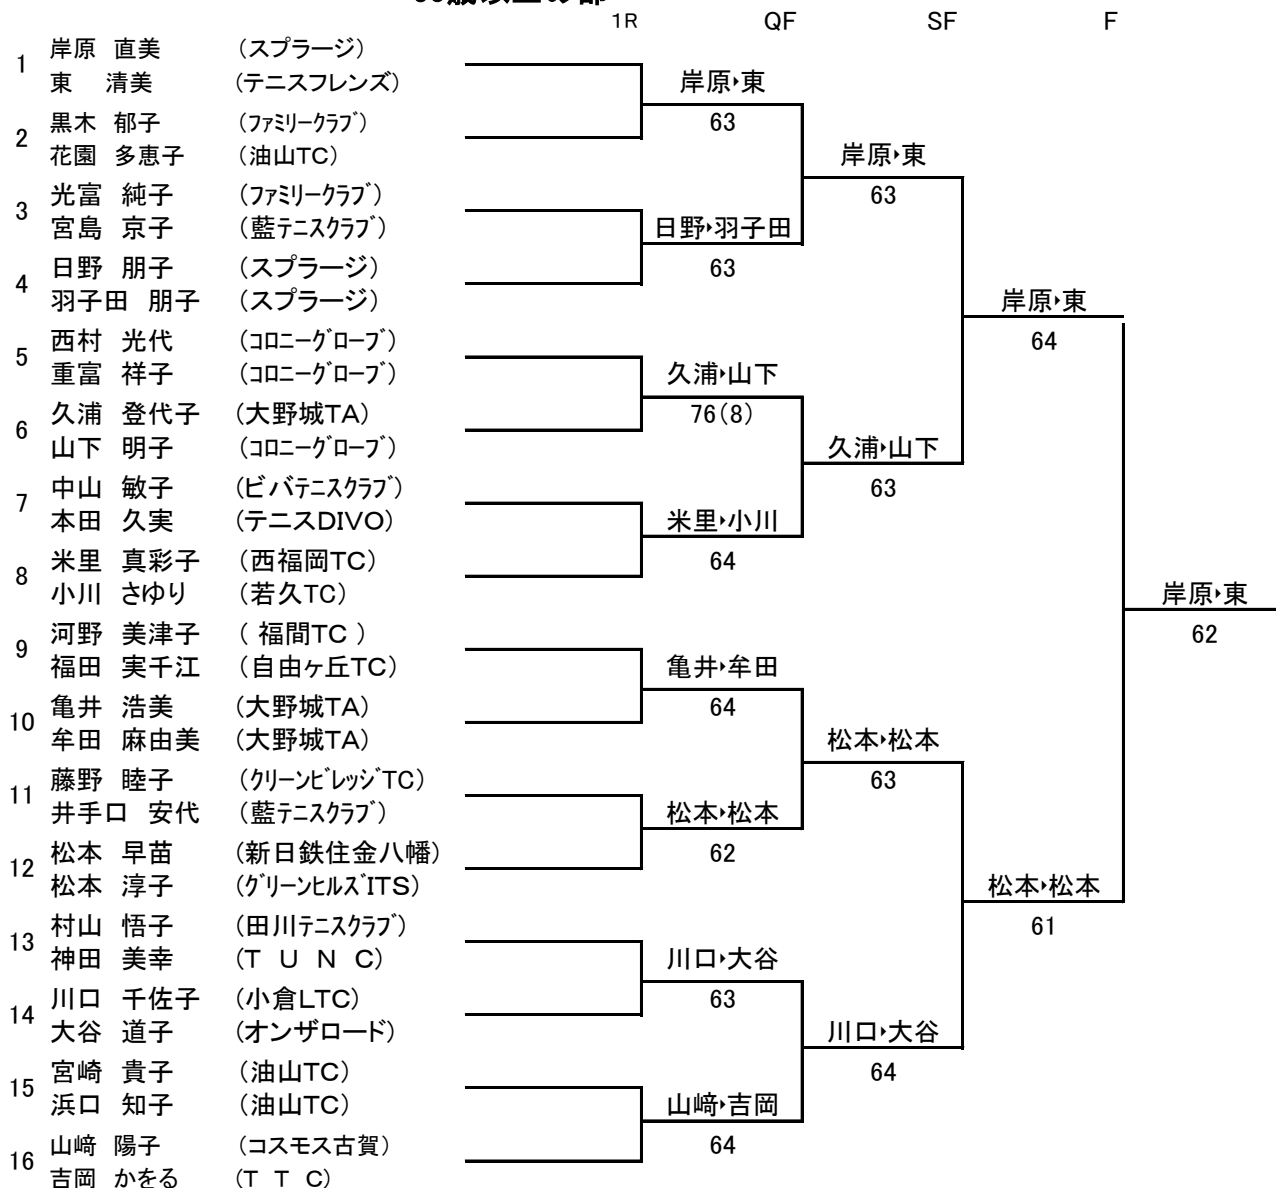 1R QF SF F
1 岸原 直美 (スプラージ)
東 清美 (テニスフレンズ)
岸原・東
63
2 黒木 郁子 (ファミリークラブ)
花園 多恵子 (油山TC)
岸原・東
63
3 光富 純子 (ファミリークラブ)
宮島 京子 (藍テニスクラブ)
日野・羽子田
63
4 日野 朋子 (スプラージ)
羽子田 朋子 (スプラージ)
岸原・東
64
5 西村 光代 (コロニーグローブ)
重富 祥子 (コロニーグローブ)
久浦・山下
76(8)
6 久浦 登代子 (大野城TA)
山下 明子 (コロニーグローブ)
久浦・山下
63
7 中山 敏子 (ビバテニスクラブ)
本田 久実 (テニスDIVO)
米里・小川
64
8 米里 真彩子 (西福岡TC)
小川 さゆり (若久TC)
岸原・東
62
9 河野 美津子 ( 福間TC )
福田 実千江 (自由ヶ丘TC)
亀井・牟田
64
10 亀井 浩美 (大野城TA)
牟田 麻由美 (大野城TA)
松本・松本
63
11 藤野 睦子 (クリーンビレッジTC)
井手口 安代 (藍テニスクラブ)
松本・松本
62
12 松本 早苗 (新日鉄住金八幡)
松本 淳子 (グリーンヒルズITS)
松本・松本
61
13 村山 悟子 (田川テニスクラブ)
神田 美幸 (T U N C)
川口・大谷
63
14 川口 千佐子 (小倉LTC)
大谷 道子 (オンザロード)
川口・大谷
64
15 宮崎 貴子 (油山TC)
浜口 知子 (油山TC)
山﨑・吉岡
64
16 山﨑 陽子 (コスモス古賀)
吉岡 かをる (T T C)